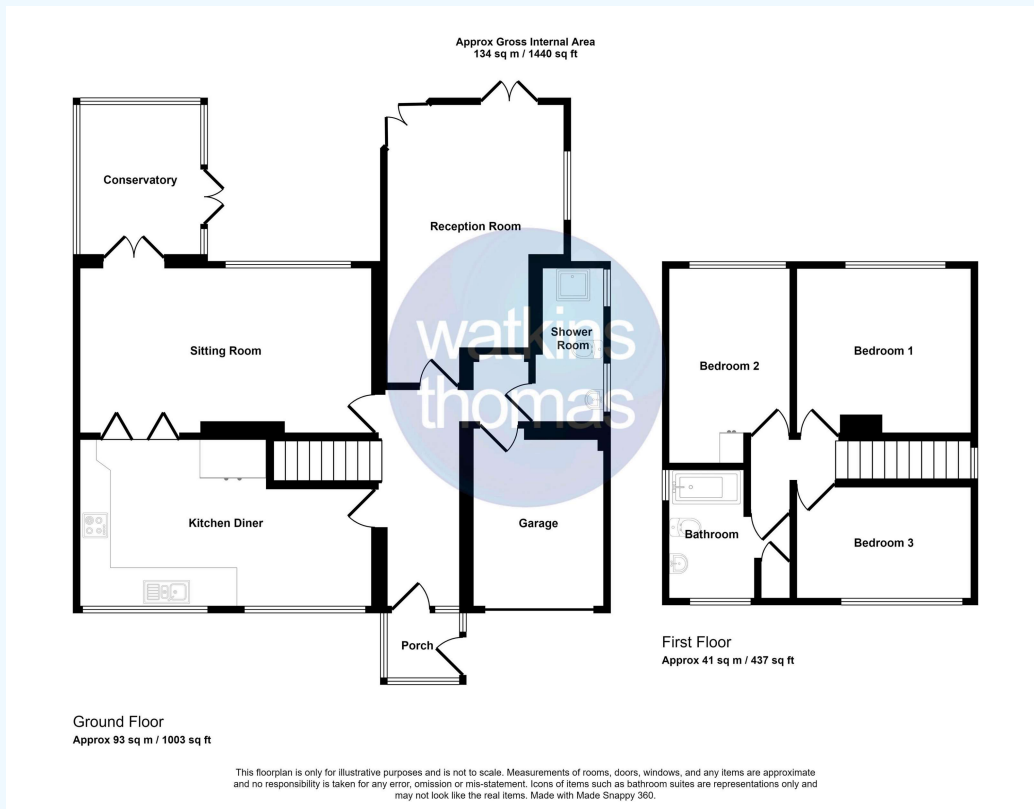 Approx Gross Internal Area
134 sq m / 1440 sq ft
Conservatory
Reception Room
Sitting Room
Shower
Room
watkins
thomas
Bedroom 2
Bedroom 1
Kitchen Diner
Garage
Bathroom
Bedroom 3
Porch
First Floor
Approx 41 sq m / 437 sq ft
Ground Floor
Approx 93 sq m / 1003 sq ft
This floorplan is only for illustrative purposes and is not to scale. Measurements of rooms, doors, windows, and any items are approximate
and no responsibility is taken for any error, omission or mis-statement. Icons of items such as bathroom suites are representations only and
may not look like the real items. Made with Made Snappy 360.